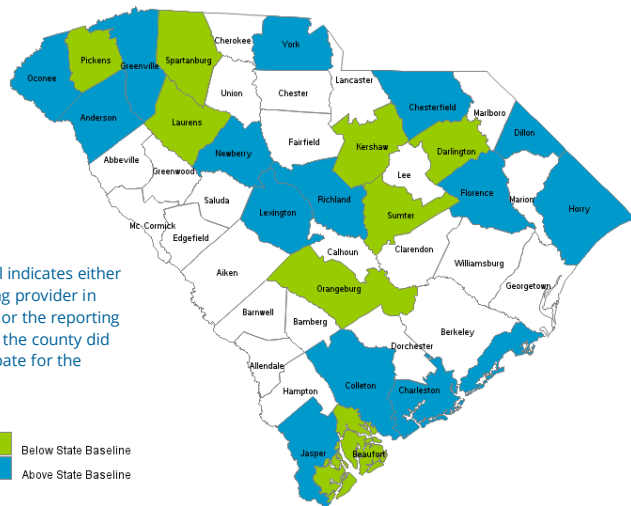 Cherokee
York
Spartanburg
Pickens
Greenville
Oconee
Lancaster
Union
Chester
Chesterfield
Marlboro
Anderson
Laurens
Dillon
Fairfield
Kershaw
Darlington
Newberry
Abbeville
Greenwood
Lee
Florence
Marion
Horry
Saluda
Lexington
Richland
Sumter
Mc Cormick
Edgefield
Calhoun
Clarendon
Williamsburg
Aiken
Georgetown
Orangeburg
Barnwell
Bamberg
Berkeley
Dorchester
Allendale
Hampton
Colleton
Charleston
Jasper
Beaufort
indicates either
provider in
or the reporting
the county did
for the
Below State Baseline
Above State Baseline